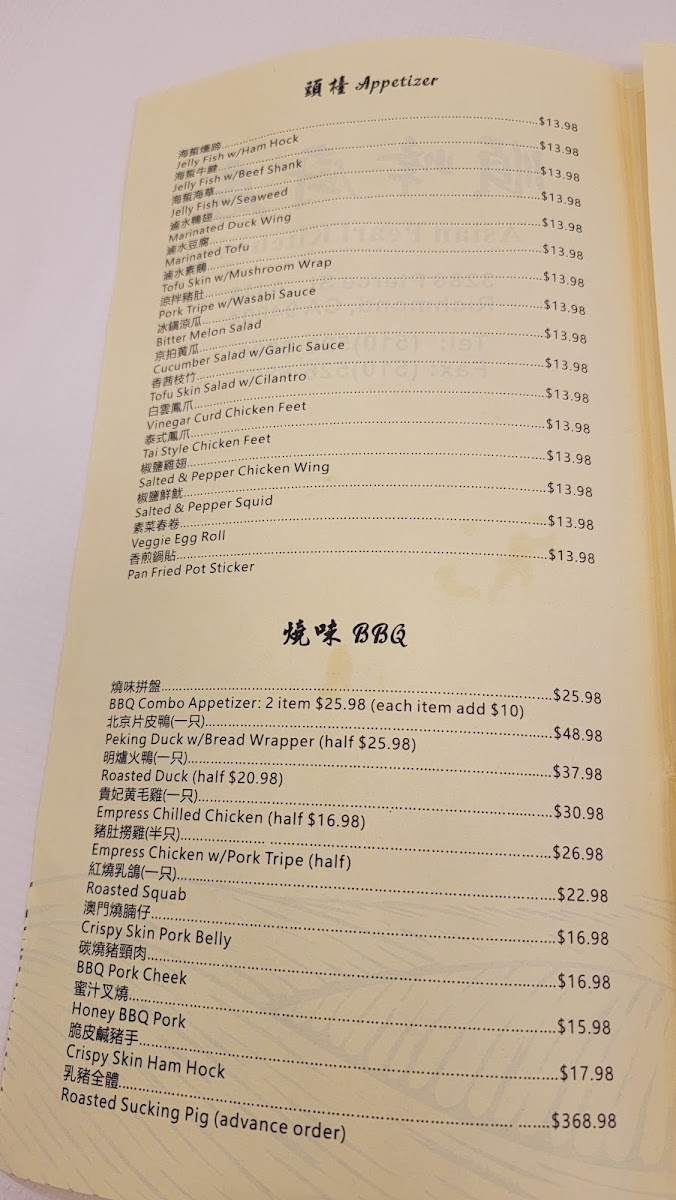 頭檯 Appetizer
海蜇燻蹄........$13.98
Jelly Fish w/Ham Hock
海蜇牛腱........$13.98
Jelly Fish w/Beef Shank
海蜇海草........$13.98
Jelly Fish w/Seaweed
滷水鴨翅........$13.98
Marinated Duck Wing
滷水豆腐........$13.98
Marinated Tofu
滷水素鵝........$13.98
Tofu Skin w/Mushroom Wrap
涼拌豬肚........$13.98
Pork Tripe w/Wasabi Sauce
冰鎮涼瓜........$13.98
Bitter Melon Salad
京拍黃瓜........$13.98
Cucumber Salad w/Garlic Sauce
香茜枝竹........$13.98
Tofu Skin Salad w/Cilantro
白雲鳳爪........$13.98
Vinegar Curd Chicken Feet
泰式鳳爪........$13.98
Tai Style Chicken Feet
椒鹽雞翅........$13.98
Salted & Pepper Chicken Wing
椒鹽鮮魷........$13.98
Salted & Pepper Squid
素菜春卷........$13.98
Veggie Egg Roll
香煎鍋貼........$13.98
Pan Fried Pot Sticker
燒味 BBQ
燒味拼盤........$25.98
BBQ Combo Appetizer: 2 item $25.98 (each item add $10)
北京片皮鴨(一只)........$48.98
Peking Duck w/Bread Wrapper (half $25.98)
明爐火鴨(一只)........$37.98
Roasted Duck (half $20.98)
貴妃黃毛雞(一只)........$30.98
Empress Chilled Chicken (half $16.98)
豬肚撈雞(半只)........$26.98
Empress Chicken w/Pork Tripe (half)
紅燒乳鴿(一只)........$22.98
Roasted Squab
澳門燒腩仔........$16.98
Crispy Skin Pork Belly
碳燒豬頸肉........$16.98
BBQ Pork Cheek
蜜汁叉燒........$15.98
Honey BBQ Pork
脆皮鹹豬手........$17.98
Crispy Skin Ham Hock
乳豬全體........$368.98
Roasted Sucking Pig (advance order)